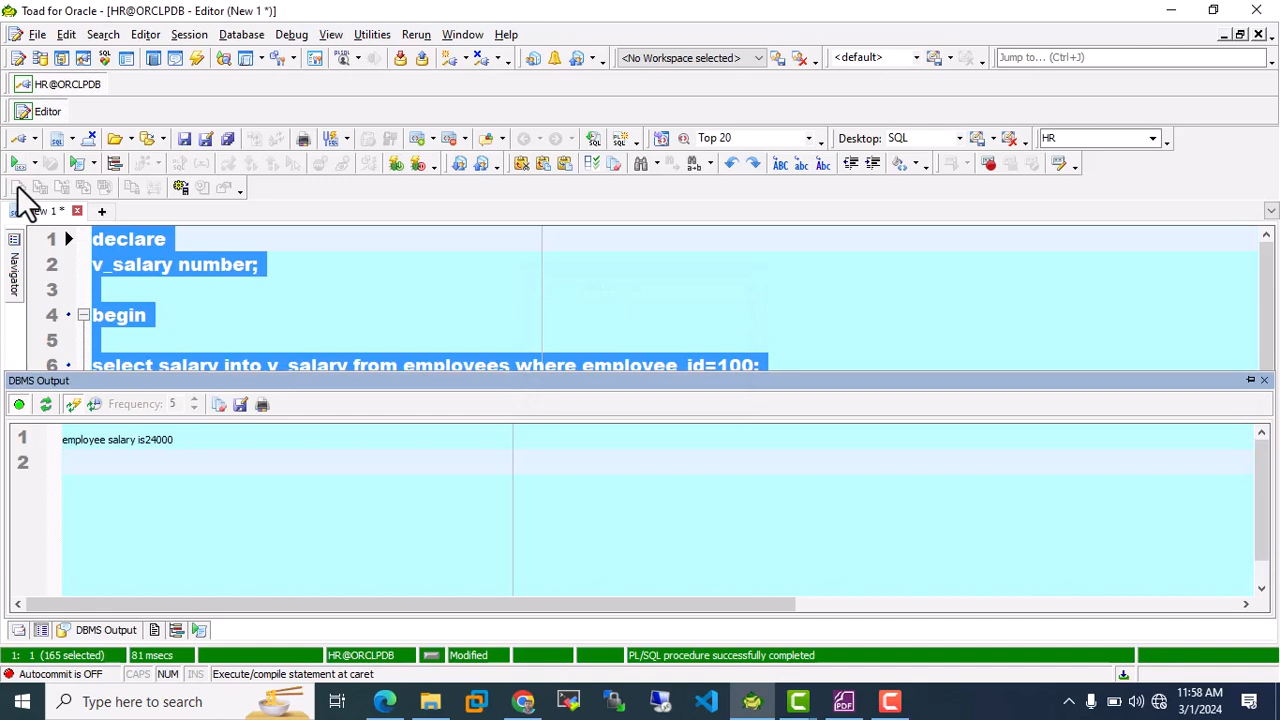 Toad for Oracle - [HR@ORCLPDB - Editor (New 1 *)]
File Edit Search Editor Session Database Debug View Utilities Rerun Window Help
<No Workspace selected> <default> Jump to... (Ctrl+J)
HR@ORCLPDB
Editor
Top 20 Desktop: SQL HR
1 *
Navigator
1 declare
2 v_salary number;
3
4 begin
5
6 select salary into v_salary from employees where employee_id=100;
DBMS Output
Frequency: 5
1 employee salary is24000
2
DBMS Output
1: 1 (165 selected) 81 msecs HR@ORCLPDB Modified PL/SQL procedure successfully completed
Autocommit is OFF CAPS NUM INS Execute/compile statement at caret
Type here to search
11:58 AM
3/1/2024